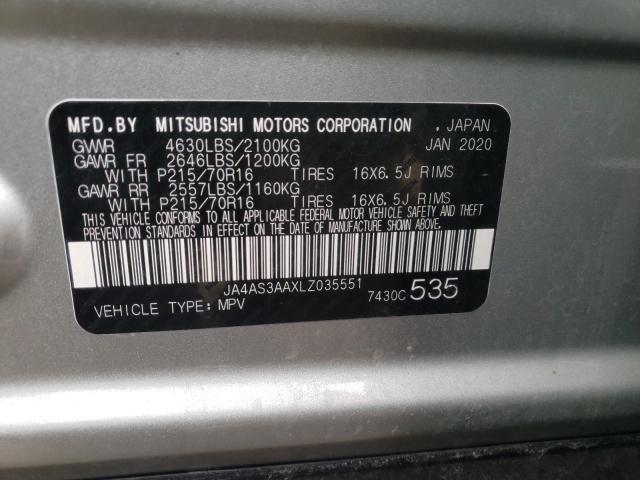 MFD. BY MITSUBISHI MOTORS CORPORATION . JAPAN
GVWR 4630LBS/2100KG JAN 2020
GAWR FR 2646LBS/1200KG
WITH P215/70R16 TIRES 16X6.5J RIMS
GAWR RR 2557LBS/1160KG
WITH P215/70R16 TIRES 16X6.5J RIMS
THIS VEHICLE CONFORMS TO ALL APPLICABLE FEDERAL MOTOR VEHICLE SAFETY AND THEFT
PREVENTION STANDARDS IN EFFECT ON THE DATE OF MANUFACTURE SHOWN ABOVE.
JA4AS3AAXLZ035551
VEHICLE TYPE: MPV 7430C 535